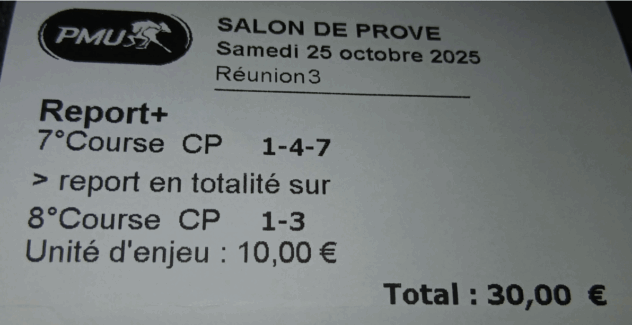 PMU
SALON DE PROVE
Samedi 25 octobre 2025
Réunion3
Report+
7°Course CP 1-4-7
> report en totalité sur
8°Course CP 1-3
Unité d'enjeu : 10,00 €
Total : 30,00 €